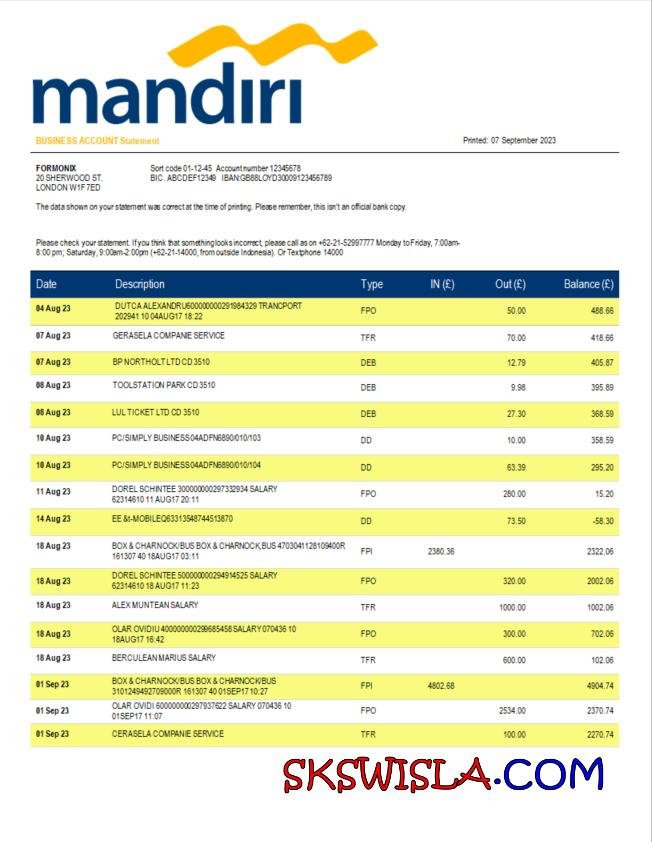 mandiri
BUSINESS ACCOUNT Statement
Printed: 07 September 2023
FORMONIX
20 SHERWOOD ST.
LONDON W1F 7ED
Sort code 01-12-45 Account number 12345678
BIC. ABCDEF12349 IBAN:GB88LOYD30009123456789
The data shown on your statement was correct at the time of printing. Please remember, this isn't an official bank copy.
Please check your statement. If you think that something looks incorrect, please call as on +62-21-52997777 Monday to Friday, 7:00am-
8:00 pm; Saturday, 9:00am-2:00pm (+62-21-14000, from outside Indonesia). Or Textphone 14000
Date Description Type IN (£) Out (£) Balance (£)
04 Aug 23 DUTCA ALEXANDRU600000000291984329 TRANCPORT
202941 10 04AUG17 18:22 FPO 50.00 488.66
07 Aug 23 GERASELA COMPANIE SERVICE TFR 70.00 418.66
07 Aug 23 BP NORTHOLT LTD CD 3510 DEB 12.79 405.87
08 Aug 23 TOOLSTATION PARK CD 3510 DEB 9.98 395.89
08 Aug 23 LUL TICKET LTD CD 3510 DEB 27.30 368.59
10 Aug 23 PC/SIMPLY BUSINESS04ADFN6890/010/103 DD 10.00 358.59
10 Aug 23 PC/SIMPLY BUSINESS04ADFN6890/010/104 DD 63.39 295.20
11 Aug 23 DOREL SCHINTEE 300000000297332934 SALARY
62314610 11 AUG17 20:11 FPO 280.00 15.20
14 Aug 23 EE &t-MOBILEQ63313548744513870 DD 73.50 -58.30
18 Aug 23 BOX & CHARNOCK/BUS BOX & CHARNOCK,BUS 4703041128109400R
161307 40 18AUG17 03:11 FPI 2380.36 2322.06
18 Aug 23 DOREL SCHINTEE 500000000294914525 SALARY
62314610 18 AUG17 11:23 FPO 320.00 2002.06
18 Aug 23 ALEX MUNTEAN SALARY TFR 1000.00 1002.06
18 Aug 23 OLAR OVIDIU 400000000299685458 SALARY 070436 10
18AUG17 16:42 FPO 300.00 702.06
18 Aug 23 BERCULEAN MARIUS SALARY TFR 600.00 102.06
01 Sep 23 BOX & CHARNOCK/BUS BOX & CHARNOCK/BUS
3101249492709000R 161307 40 01SEP17 10:27 FPI 4802.68 4904.74
01 Sep 23 OLAR OVIDI 600000000297937622 SALARY 070436 10
01SEP17 11:07 FPO 2534.00 2370.74
01 Sep 23 CERASELA COMPANIE SERVICE TFR 100.00 2270.74
SKSWISLA.COM